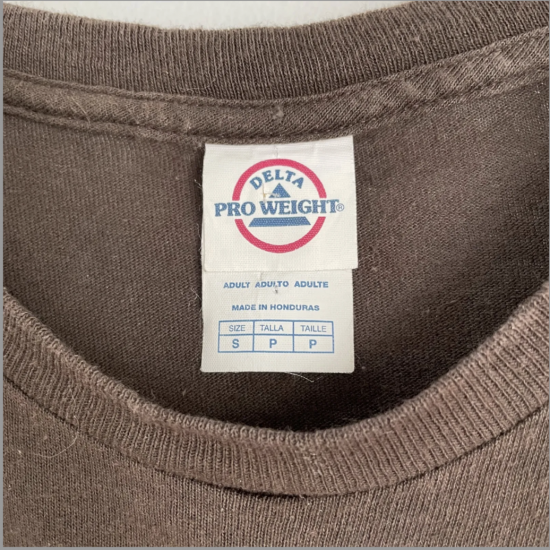 DELTA
PRO WEIGHT®
ADULT ADULTO ADULTE
MADE IN HONDURAS
SIZE TALLA TAILLE
S P P